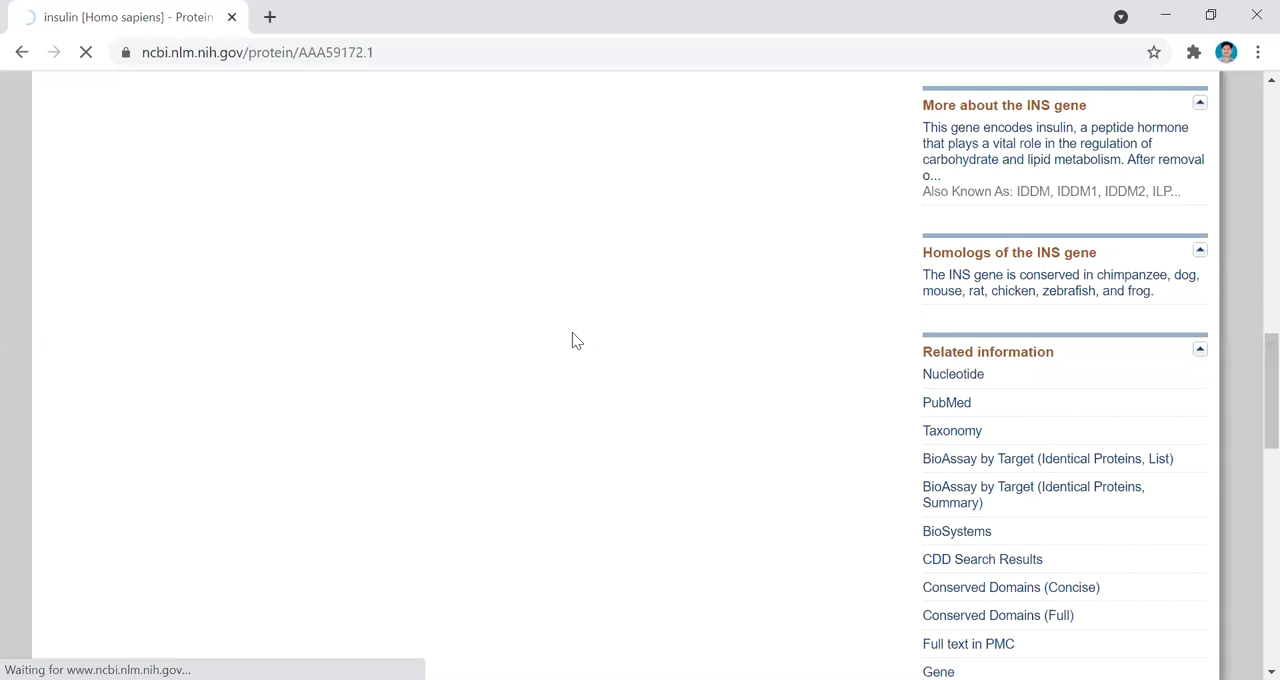 insulin [Homo sapiens] - Protein
ncbi.nlm.nih.gov/protein/AAA59172.1
More about the INS gene
This gene encodes insulin, a peptide hormone
that plays a vital role in the regulation of
carbohydrate and lipid metabolism. After removal
o...
Also Known As: IDDM, IDDM1, IDDM2, ILP...
Homologs of the INS gene
The INS gene is conserved in chimpanzee, dog,
mouse, rat, chicken, zebrafish, and frog.
Related information
Nucleotide
PubMed
Taxonomy
BioAssay by Target (Identical Proteins, List)
BioAssay by Target (Identical Proteins,
Summary)
BioSystems
CDD Search Results
Conserved Domains (Concise)
Conserved Domains (Full)
Full text in PMC
Gene
Waiting for www.ncbi.nlm.nih.gov...